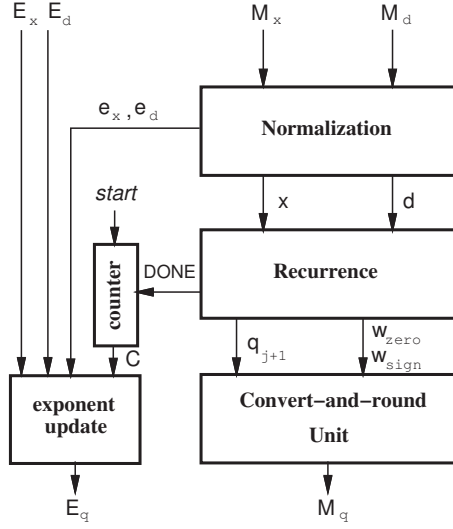 E_x E_d M_x M_d
Normalization
e_x , e_d
start
x d
Recurrence
DONE
counter
C
q_{j+1}
w_zero
w_sign
exponent
update
Convert-and-round
Unit
E_q M_q